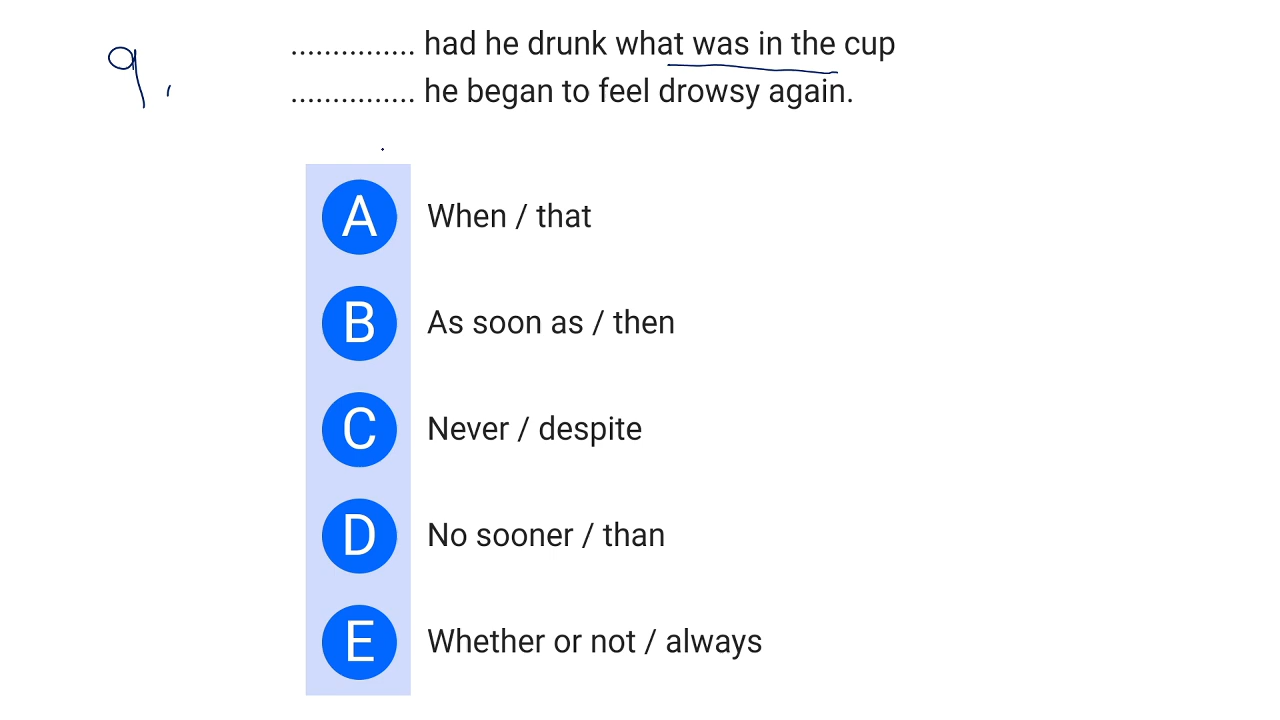 9.
............... had he drunk what was in the cup
............... he began to feel drowsy again.
A When / that
B As soon as / then
C Never / despite
D No sooner / than
E Whether or not / always